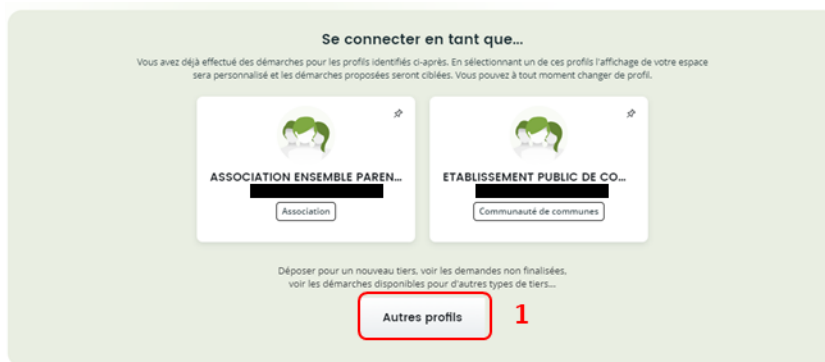 Se connecter en tant que...
Vous avez déjà effectué des démarches pour les profils identifiés ci-après. En sélectionnant un de ces profils l'affichage de votre espace
sera personnalisé et les démarches proposées seront ciblées. Vous pouvez à tout moment changer de profil.
ASSOCIATION ENSEMBLE PAREN...
Association
ETABLISSEMENT PUBLIC DE CO...
Communauté de communes
Déposer pour un nouveau tiers, voir les demandes non finalisées,
voir les démarches disponibles pour d'autres types de tiers...
Autres profils
1